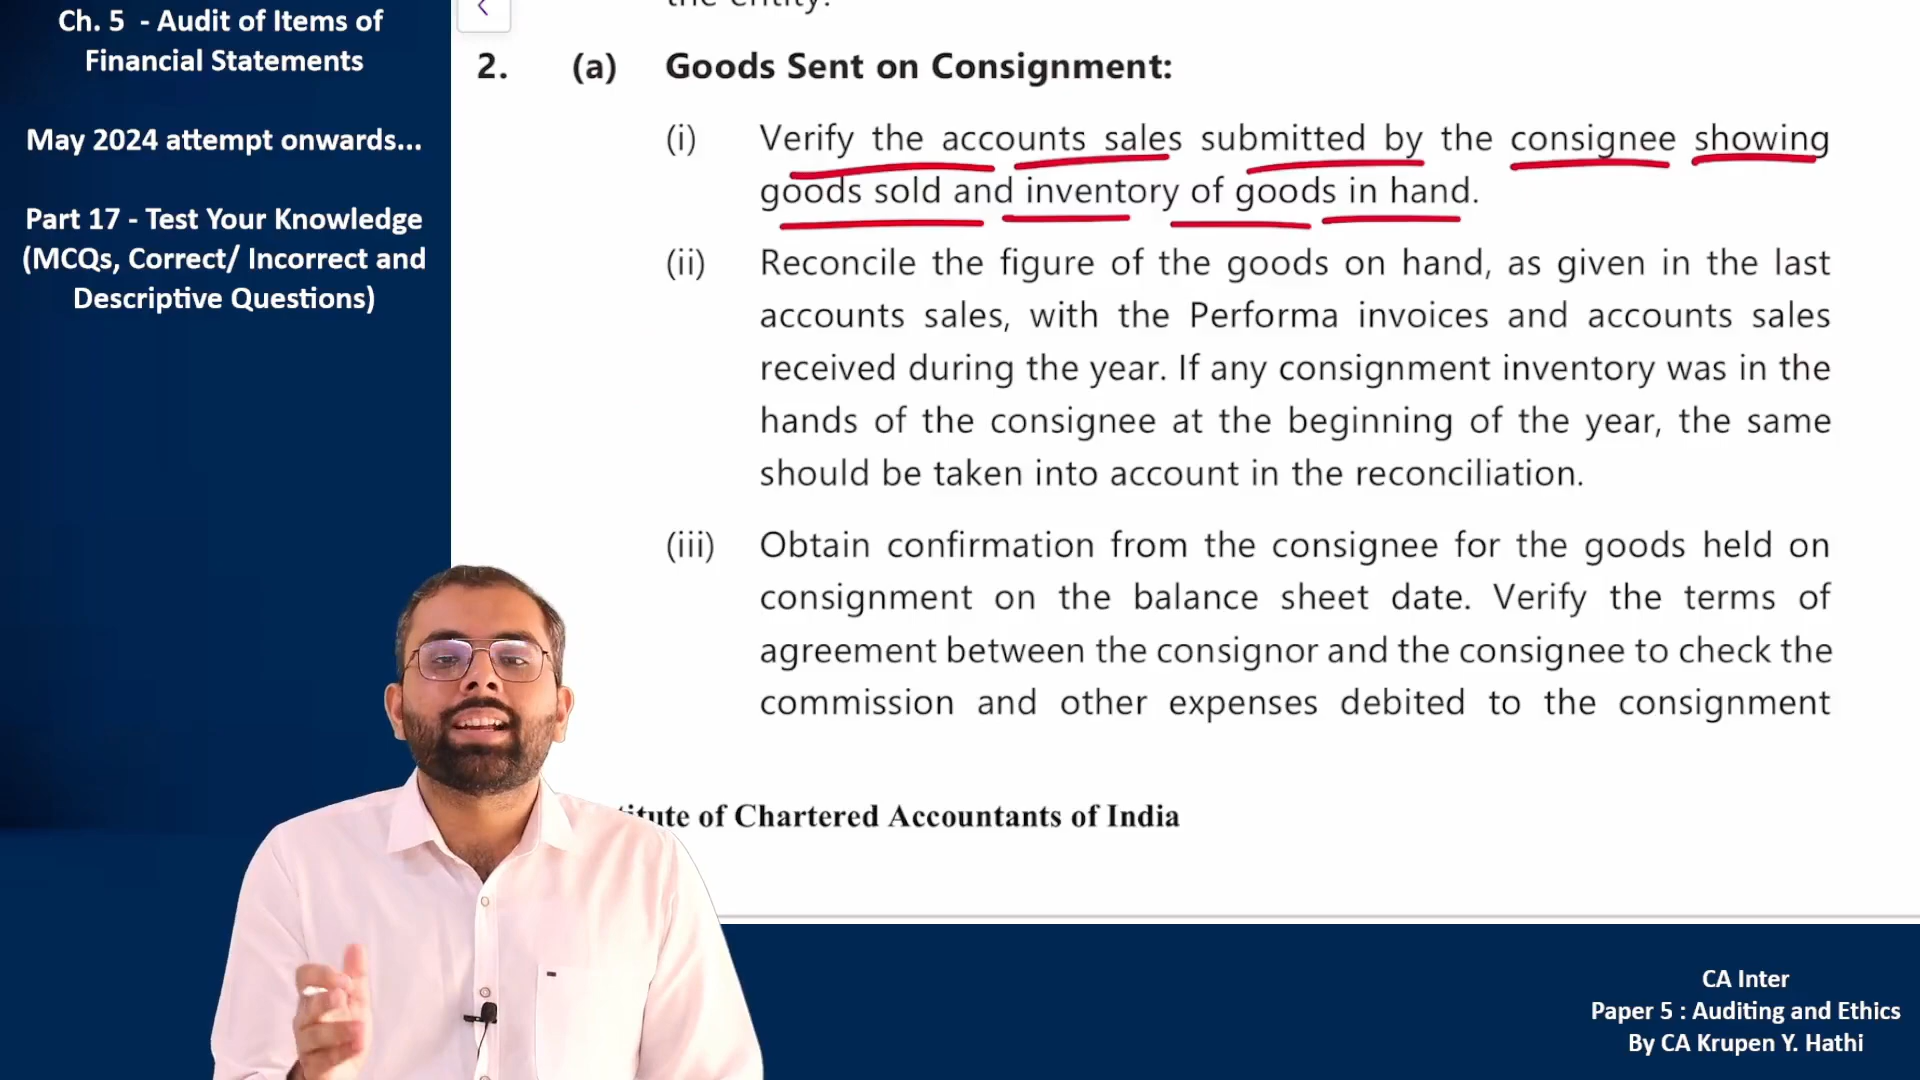 Ch. 5 - Audit of Items of
Financial Statements
May 2024 attempt onwards...
Part 17 - Test Your Knowledge
(MCQs, Correct/ Incorrect and
Descriptive Questions)
the entity.
2. (a) Goods Sent on Consignment:
(i) Verify the accounts sales submitted by the consignee showing
goods sold and inventory of goods in hand.
(ii) Reconcile the figure of the goods on hand, as given in the last
accounts sales, with the Performa invoices and accounts sales
received during the year. If any consignment inventory was in the
hands of the consignee at the beginning of the year, the same
should be taken into account in the reconciliation.
(iii) Obtain confirmation from the consignee for the goods held on
consignment on the balance sheet date. Verify the terms of
agreement between the consignor and the consignee to check the
commission and other expenses debited to the consignment
of Chartered Accountants of India
CA Inter
Paper 5 : Auditing and Ethics
By CA Krupen Y. Hathi